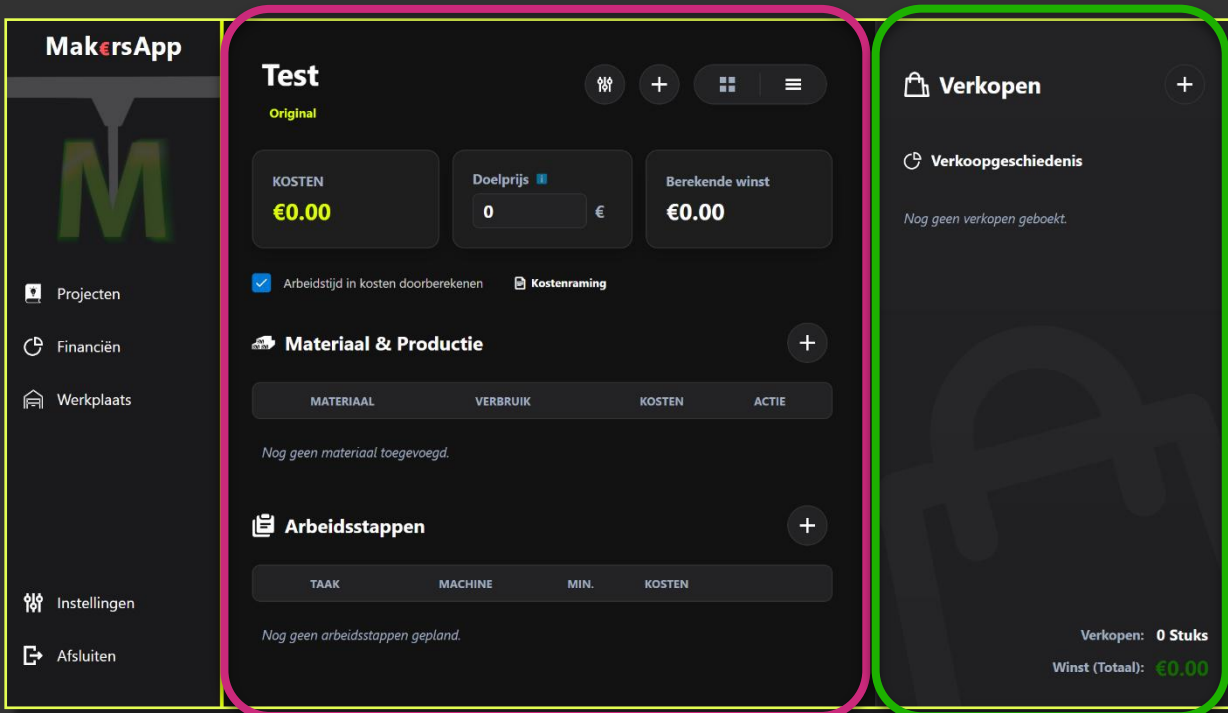 MakersApp
M
Projecten
Financiën
Werkplaats
Instellingen
Afsluiten
Test
Original
KOSTEN
€0.00
Doelprijs
0 €
Berekende winst
€0.00
Arbeidstijd in kosten doorberekenen Kostenraming
Materiaal & Productie
MATERIAAL VERBRUIK KOSTEN ACTIE
Nog geen materiaal toegevoegd.
Arbeidsstappen
TAAK MACHINE MIN. KOSTEN
Nog geen arbeidsstappen gepland.
Verkopen
Verkoopgeschiedenis
Nog geen verkopen geboekt.
Verkopen: 0 Stuks
Winst (Totaal): €0.00